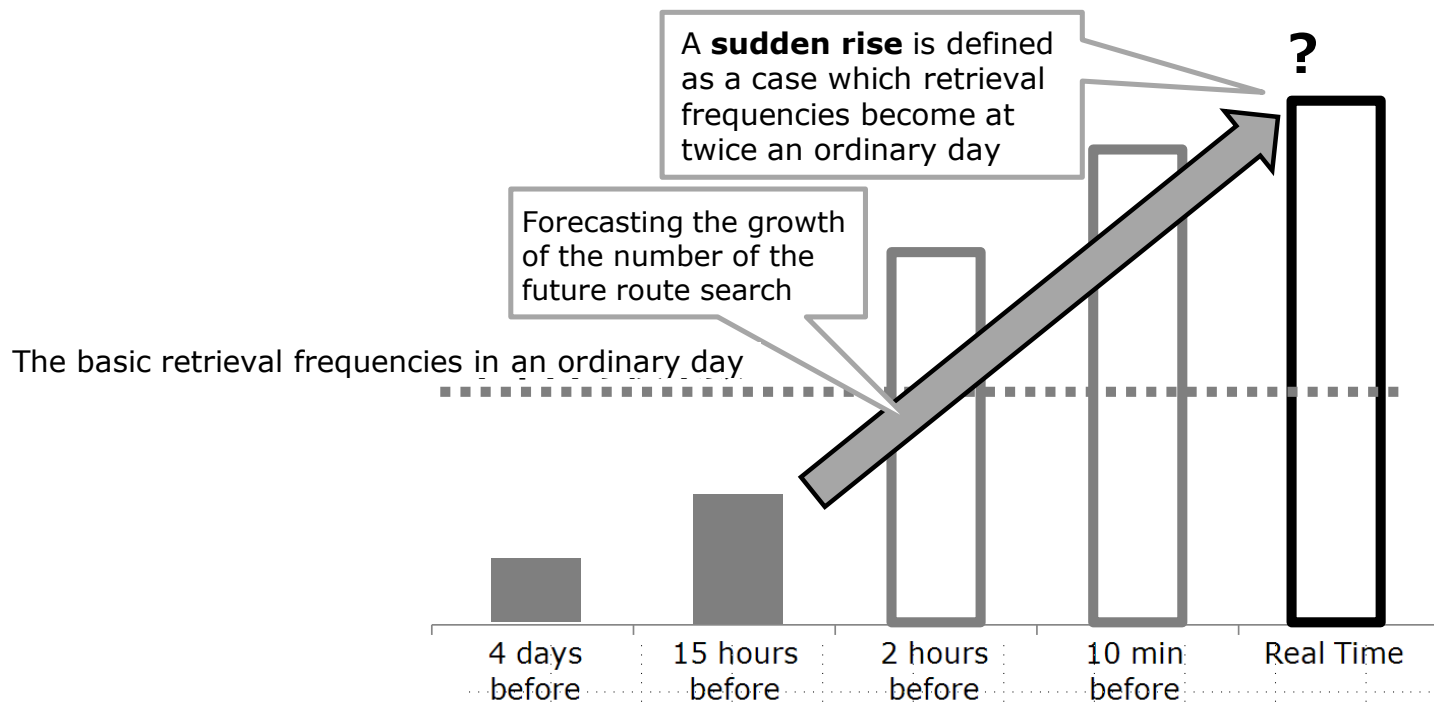 A sudden rise is defined
as a case which retrieval
frequencies become at
twice an ordinary day
?
Forecasting the growth
of the number of the
future route search
The basic retrieval frequencies in an ordinary day
4 days
before
15 hours
before
2 hours
before
10 min
before
Real Time